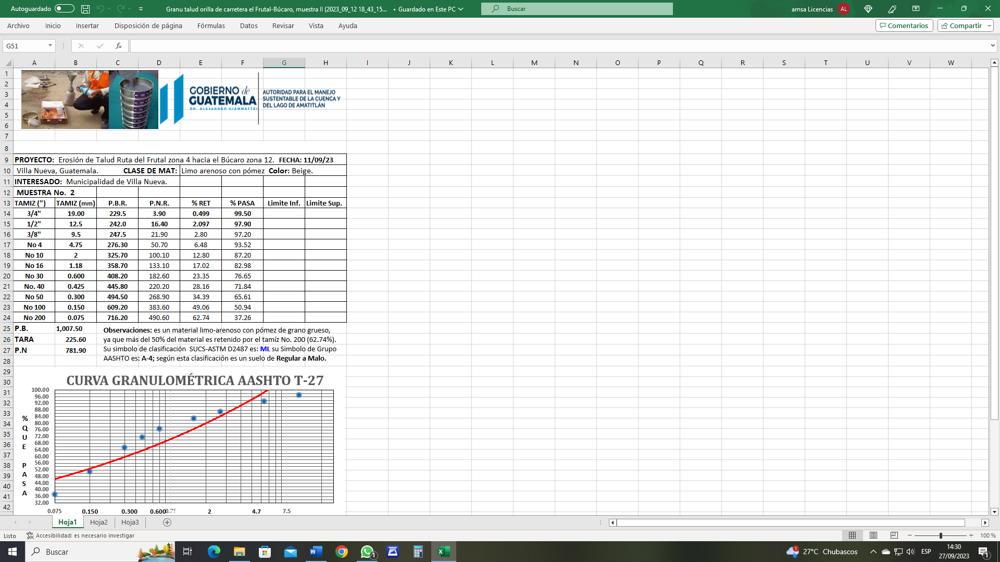 Autoguardado Granu talud orilla de carretera el Frutal-Búcaro, muestra II (2023_09_12 18_43_15... • Guardado en Este PC Buscar amsa Licencias AL
Archivo Inicio Insertar Disposición de página Fórmulas Datos Revisar Vista Ayuda Comentarios Compartir
G51 fx
A B C D E F G H I J K L M N O P Q R S T U V W
1
2
3
4
5
6
7
8
GOBIERNO de
GUATEMALA
DR. ALEJANDRO GIAMMATTEI
AUTORIDAD PARA EL MANEJO
SUSTENTABLE DE LA CUENCA Y
DEL LAGO DE AMATITLÁN
9 PROYECTO: Erosión de Talud Ruta del Frutal zona 4 hacia el Búcaro zona 12. FECHA: 11/09/23
10 Villa Nueva, Guatemala. CLASE DE MAT: Limo arenoso con pómez Color: Beige.
11 INTERESADO: Municipalidad de Villa Nueva.
12 MUESTRA No. 2
13 TAMIZ (") TAMIZ (mm) P.B.R. P.N.R. % RET % PASA Limite Inf. Limite Sup.
14 3/4" 19.00 229.5 3.90 0.499 99.50
15 1/2" 12.5 242.0 16.40 2.097 97.90
16 3/8" 9.5 247.5 21.90 2.80 97.20
17 No 4 4.75 276.30 50.70 6.48 93.52
18 No 10 2 325.70 100.10 12.80 87.20
19 No 16 1.18 358.70 133.10 17.02 82.98
20 No 30 0.600 408.20 182.60 23.35 76.65
21 No. 40 0.425 445.80 220.20 28.16 71.84
22 No 50 0.300 494.50 268.90 34.39 65.61
23 No 100 0.150 609.20 383.60 49.06 50.94
24 No 200 0.075 716.20 490.60 62.74 37.26
25 P.B. 1,007.50
26 TARA 225.60
27 P.N 781.90
28
Observaciones: es un material limo-arenoso con pómez de grano grueso,
ya que más del 50% del material es retenido por el tamíz No. 200 (62.74%).
Su simbolo de clasificación SUCS-ASTM D2487 es: ML su Simbolo de Grupo
AASHTO es: A-4; según esta clasificación es un suelo de Regular a Malo.
29
30
31
32
33
34
35
36
37
38
39
40
41
42
CURVA GRANULOMÉTRICA AASHTO T-27
% QUE PASA
100.00
96.00
92.00
88.00
84.00
80.00
76.00
72.00
68.00
64.00
60.00
56.00
52.00
48.00
44.00
40.00
36.00
32.00
0.075 0.150 0.300 0.600 2 4.7 7.5
Hoja1 Hoja2 Hoja3
Listo Accesibilidad: es necesario investigar 100 %
Buscar 1 27°C Chubascos ESP 14:30
27/09/2023 1